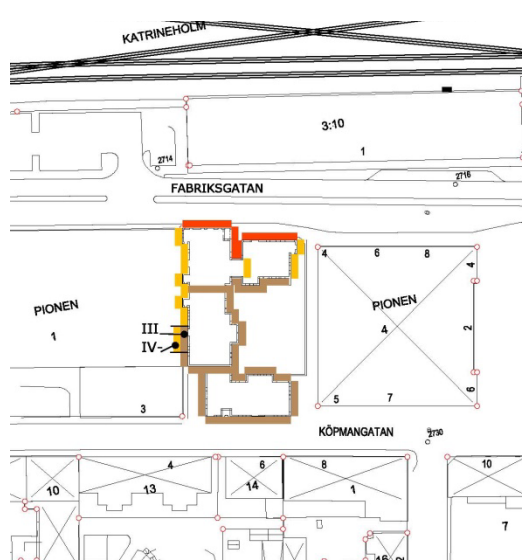 KATRINEHOLM
3:10
1
2714
2716
FABRIKSGATAN
4 6 8
4
PIONEN
1
PIONEN
4
2
III
IV-
6
3
5 7
KÖPMANGATAN
2730
4 6 8 10
10 13 14 1
7